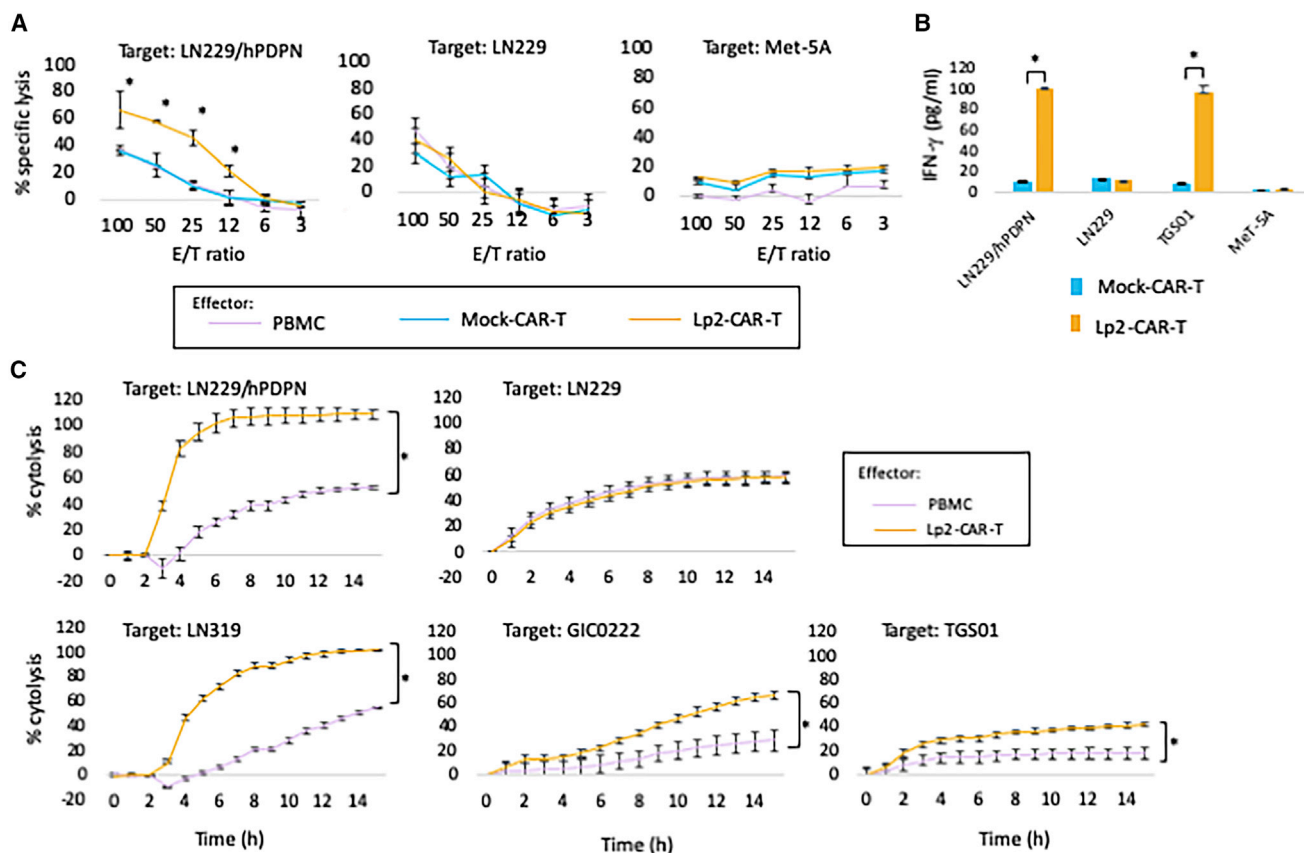 A
Target: LN229/hPDPN
Target: LN229
Target: Met-5A
% specific lysis
100
80
60
40
20
0
100 50 25 12 6 3
E/T ratio
100
80
60
40
20
0
100 50 25 12 6 3
E/T ratio
100
80
60
40
20
0
100 50 25 12 6 3
E/T ratio
* * * *
Effector:
PBMC Mock-CAR-T Lp2-CAR-T
B
IFN-γ (pg/ml)
120
100
80
60
40
20
0
* *
LN229/hPDPN
LN229
TGS01
MeT-5A
Mock-CAR-T
Lp2-CAR-T
C
Target: LN229/hPDPN
% cytolysis
120
100
80
60
40
20
0
-20
0 2 4 6 8 10 12 14
*
Target: LN229
120
100
80
60
40
20
0
-20
0 2 4 6 8 10 12 14
Effector:
PBMC
Lp2-CAR-T
Target: LN319
% cytolysis
120
100
80
60
40
20
0
-20
0 2 4 6 8 10 12 14
Time (h)
*
Target: GIC0222
120
100
80
60
40
20
0
0 2 4 6 8 10 12 14
Time (h)
*
Target: TGS01
120
100
80
60
40
20
0
0 2 4 6 8 10 12 14
Time (h)
*